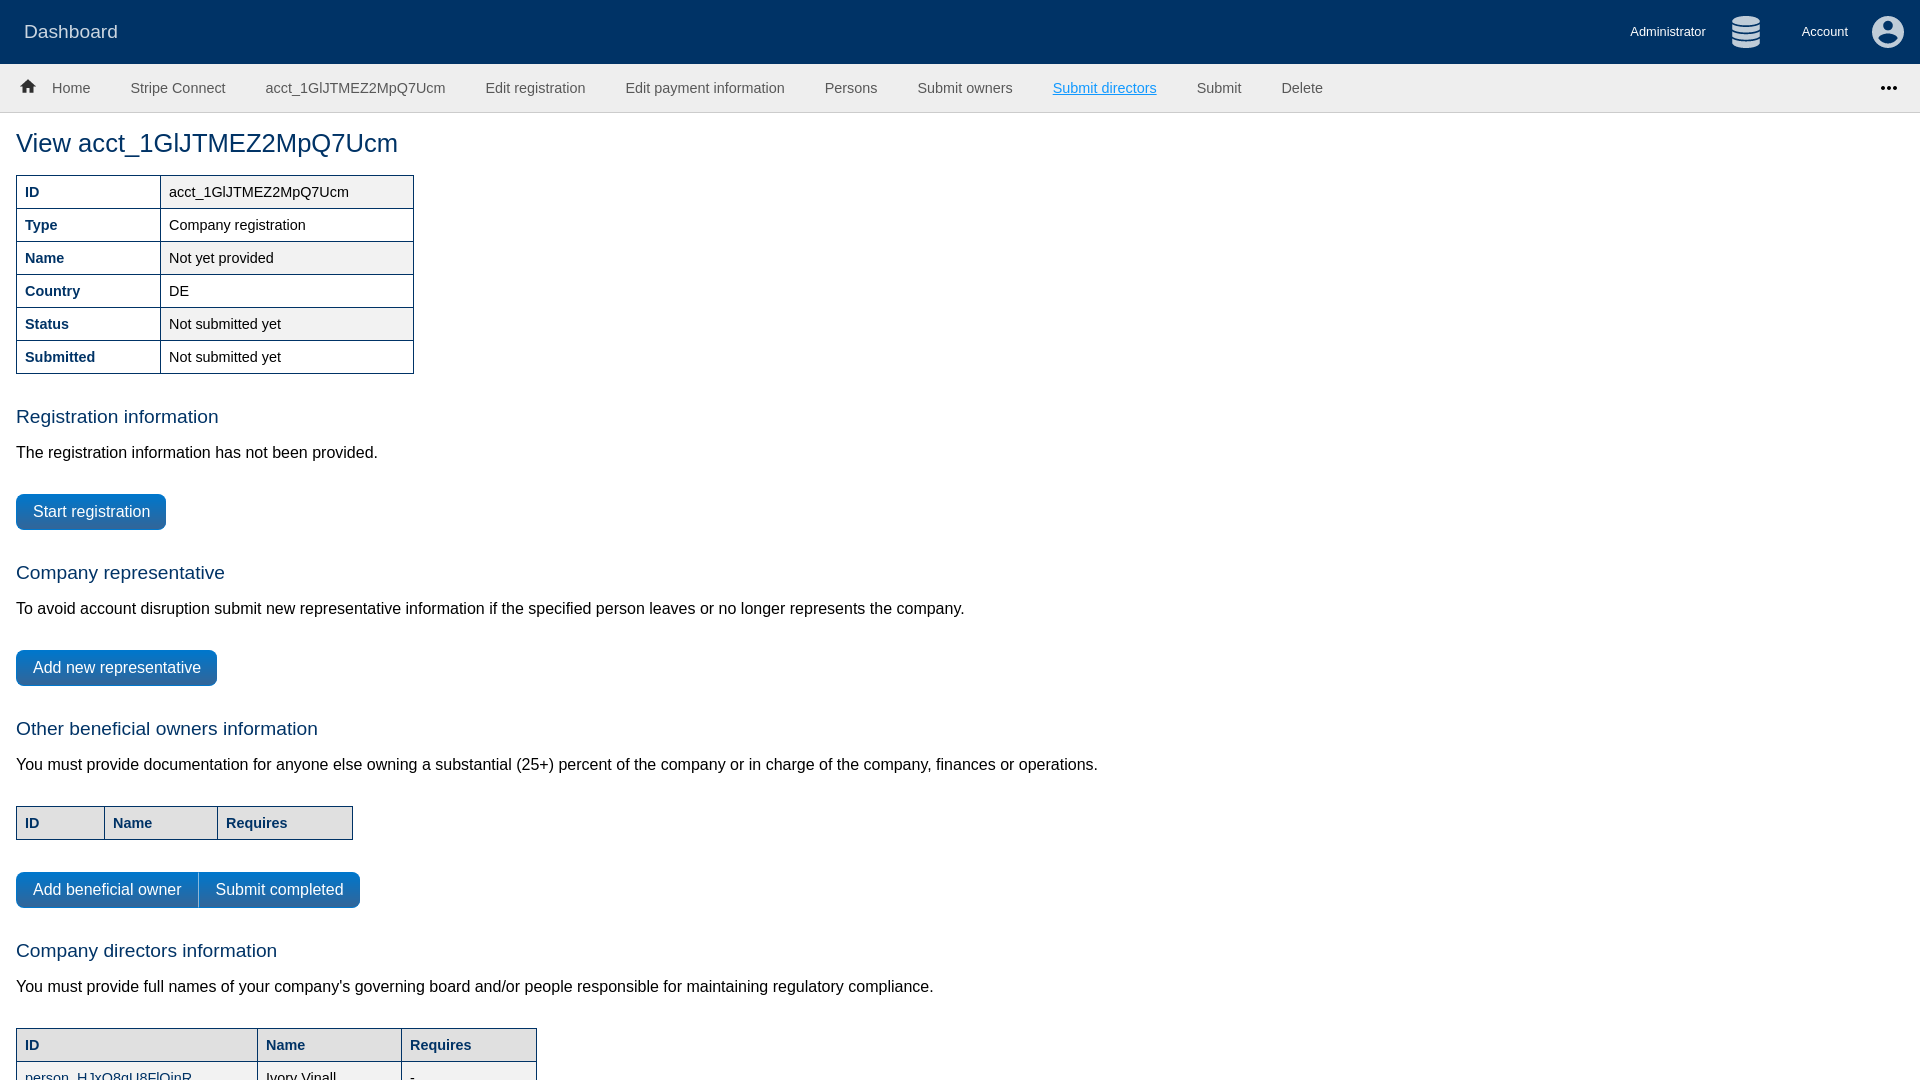 Dashboard
Administrator
Account
Home
Stripe Connect
acct_1GlJTMEZ2MpQ7Ucm
Edit registration
Edit payment information
Persons
Submit owners
Submit directors
Submit
Delete
View acct_1GlJTMEZ2MpQ7Ucm
ID acct_1GlJTMEZ2MpQ7Ucm
Type Company registration
Name Not yet provided
Country DE
Status Not submitted yet
Submitted Not submitted yet
Registration information
The registration information has not been provided.
Start registration
Company representative
To avoid account disruption submit new representative information if the specified person leaves or no longer represents the company.
Add new representative
Other beneficial owners information
You must provide documentation for anyone else owning a substantial (25+) percent of the company or in charge of the company, finances or operations.
ID Name Requires
Add beneficial owner Submit completed
Company directors information
You must provide full names of your company's governing board and/or people responsible for maintaining regulatory compliance.
ID Name Requires
Ivory Vinall -